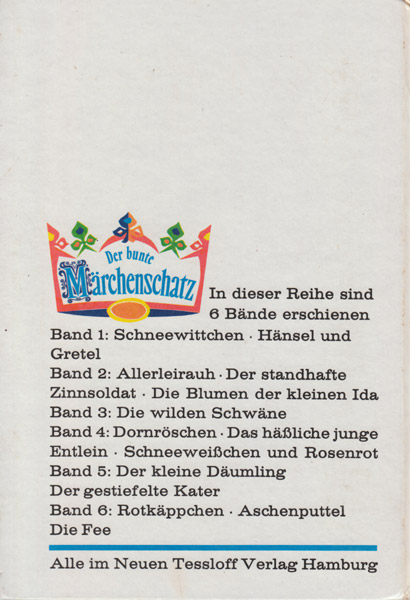 Der bunte
Märchenschatz
In dieser Reihe sind
6 Bände erschienen
Band 1: Schneewittchen · Hänsel und
Gretel
Band 2: Allerleirauh · Der standhafte
Zinnsoldat · Die Blumen der kleinen Ida
Band 3: Die wilden Schwäne
Band 4: Dornröschen · Das häßliche junge
Entlein · Schneeweißchen und Rosenrot
Band 5: Der kleine Däumling
Der gestiefelte Kater
Band 6: Rotkäppchen · Aschenputtel
Die Fee
Alle im Neuen Tessloff Verlag Hamburg